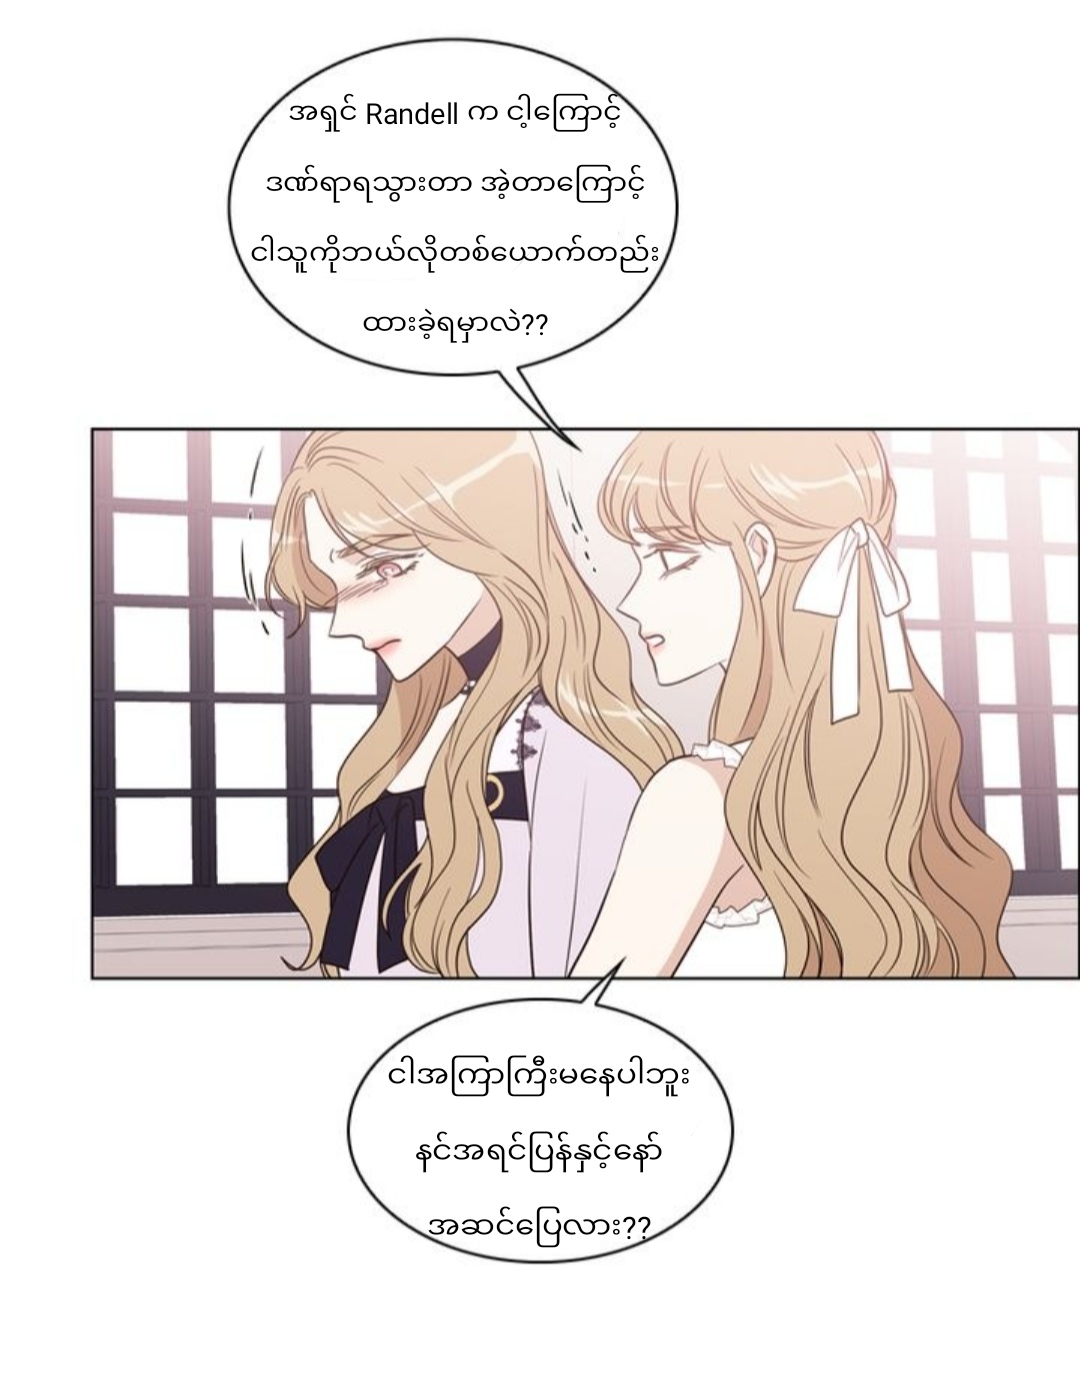 အရှင် Randell က ငါ့ကြောင့်
ဒဏ်ရာရသွားတာ အဲ့တာကြောင့်
ငါသူကိုဘယ်လိုတစ်ယောက်တည်း
ထားခဲ့ရမှာလဲ??
ငါအကြာကြီးမနေပါဘူး
နင်အရင်ပြန်နှင့်နော်
အဆင်ပြေလား??